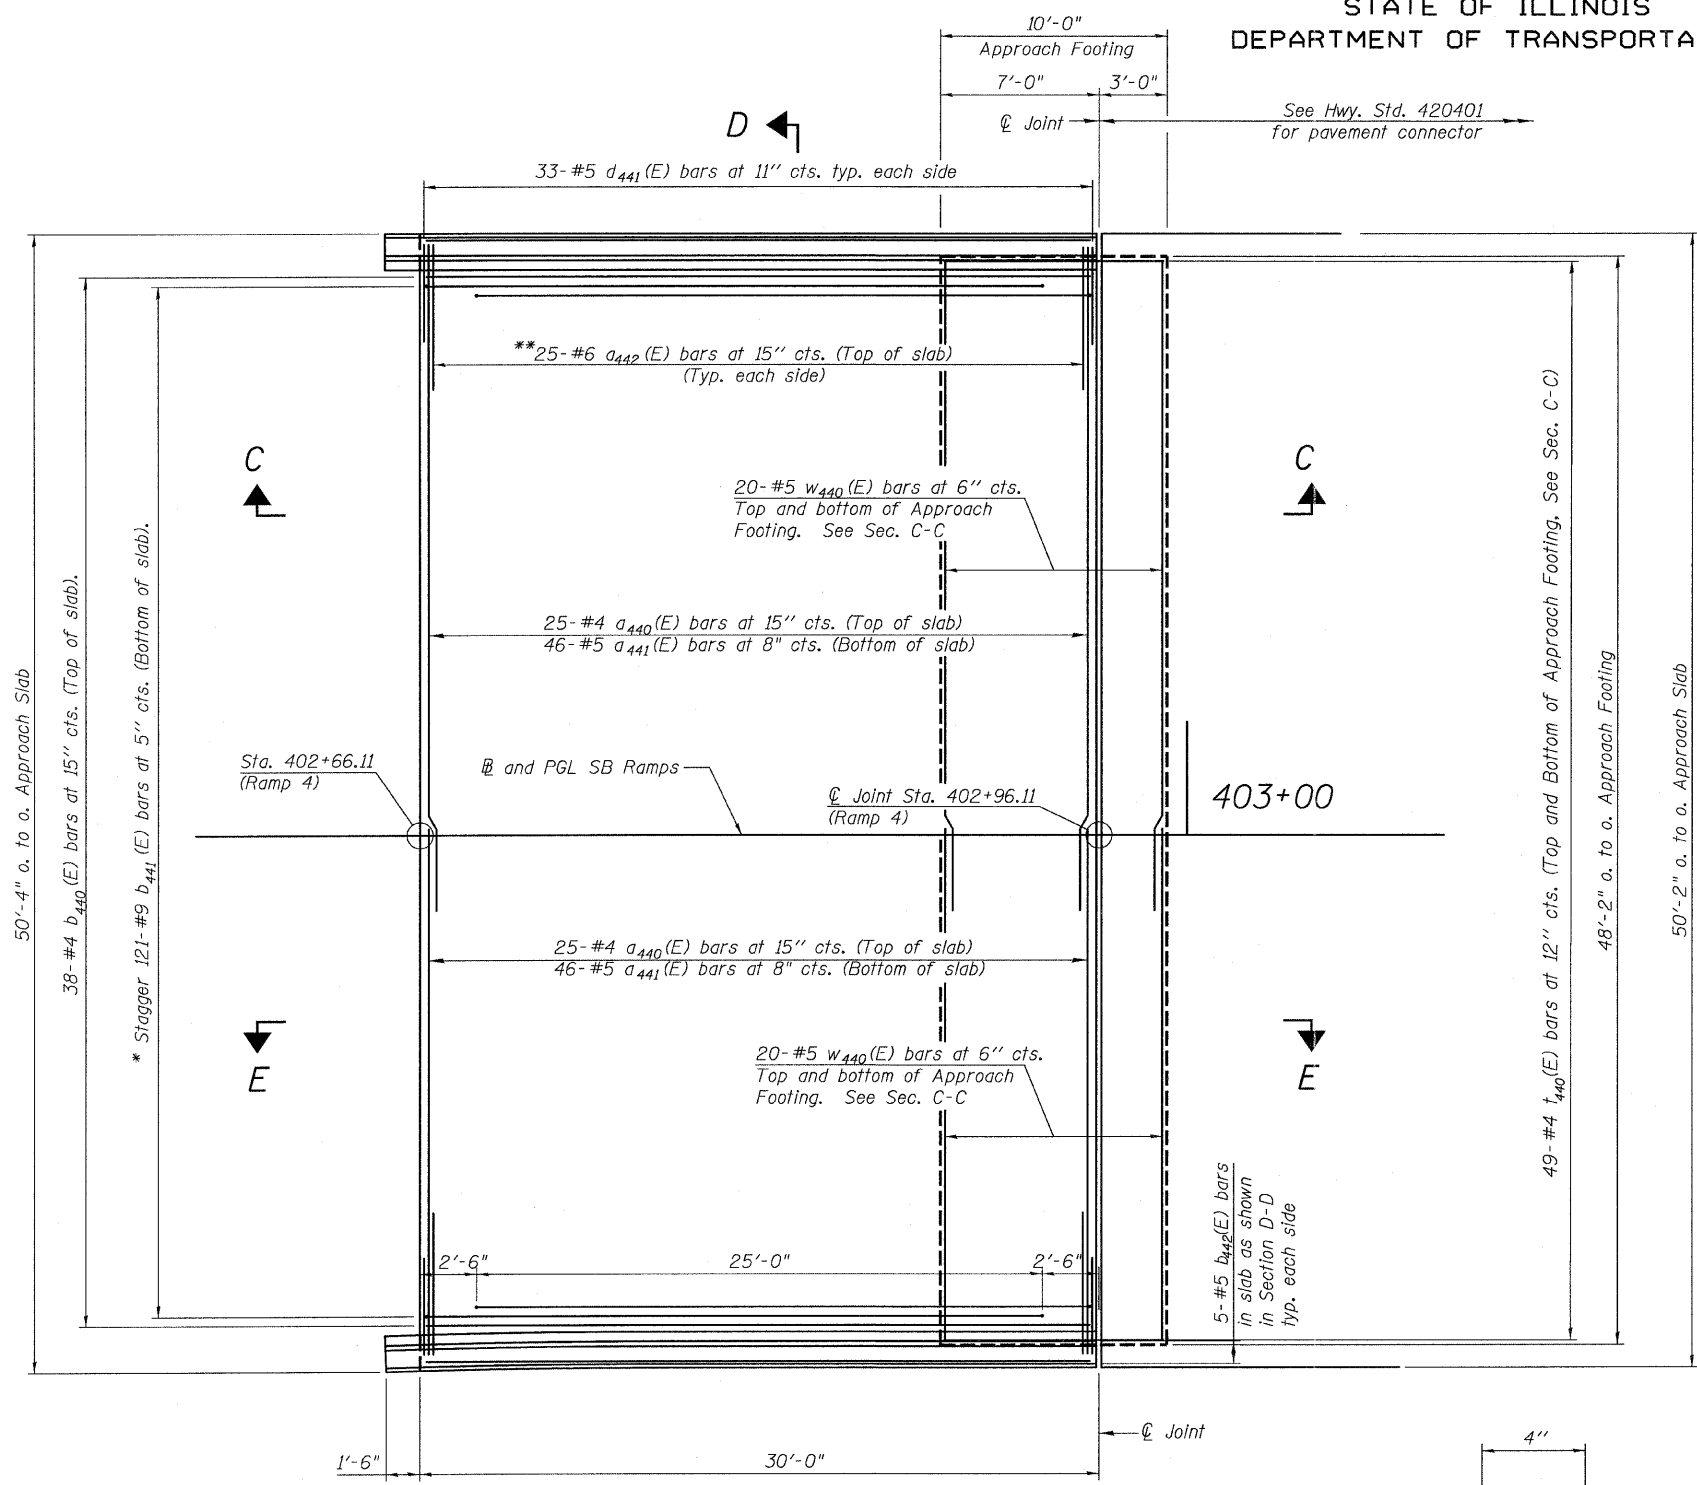 STATE OF ILLINOIS
DEPARTMENT OF TRANSPORTA
10'-0"
Approach Footing
7'-0"
3'-0"
℄ Joint
See Hwy. Std. 420401
for pavement connector
D
33-#5 d441(E) bars at 11" cts. typ. each side
**25-#6 a442(E) bars at 15" cts. (Top of slab)
(Typ. each side)
C
C
20-#5 w440(E) bars at 6" cts.
Top and bottom of Approach
Footing. See Sec. C-C
25-#4 a440(E) bars at 15" cts. (Top of slab)
46-#5 a441(E) bars at 8" cts. (Bottom of slab)
50'-4" o. to o. Approach Slab
38-#4 b440(E) bars at 15" cts. (Top of slab).
* Stagger 121-#9 b441 (E) bars at 5" cts. (Bottom of slab).
Sta. 402+66.11
(Ramp 4)
B and PGL SB Ramps
℄ Joint Sta. 402+96.11
(Ramp 4)
403+00
49-#4 t440(E) bars at 12" cts. (Top and Bottom of Approach Footing, See Sec. C-C)
48'-2" o. to o. Approach Footing
50'-2" o. to o. Approach Slab
25-#4 a440(E) bars at 15" cts. (Top of slab)
46-#5 a441(E) bars at 8" cts. (Bottom of slab)
E
E
20-#5 w440(E) bars at 6" cts.
Top and bottom of Approach
Footing. See Sec. C-C
5-#5 b442(E) bars
in slab as shown
in Section D-D
typ. each side
2'-6"
25'-0"
2'-6"
℄ Joint
1'-6"
30'-0"
4"